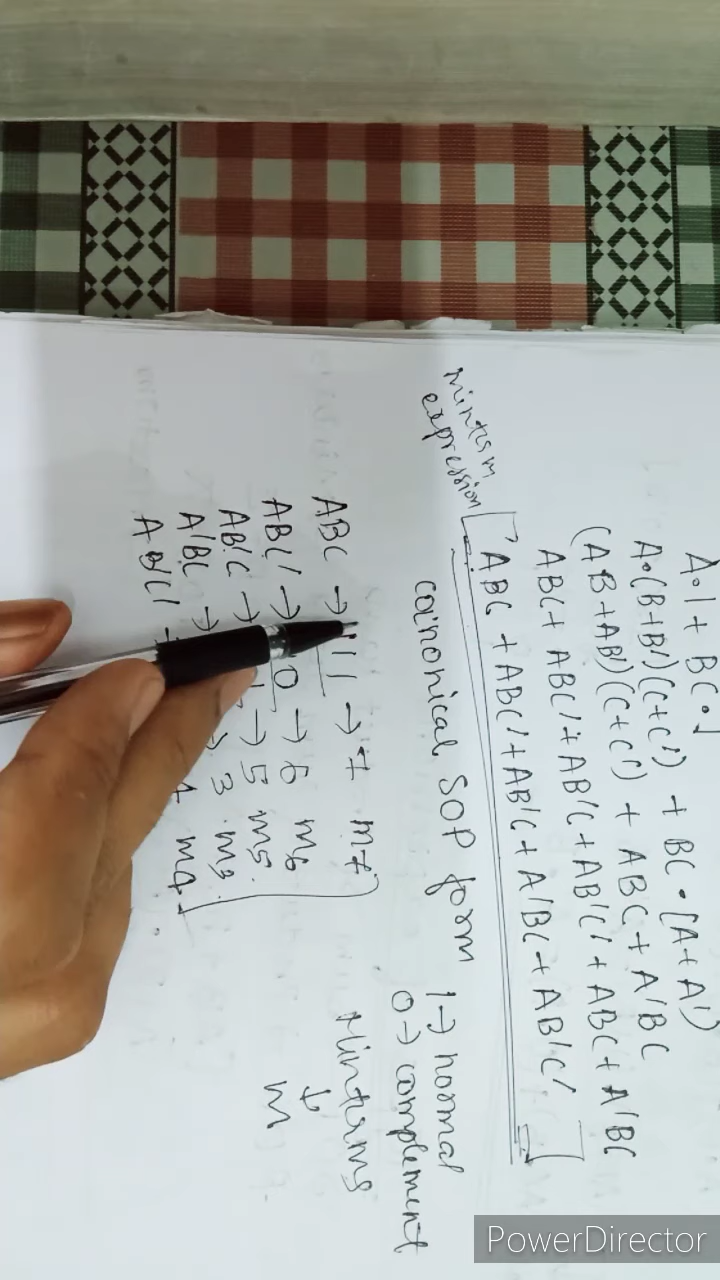 A.1 + BC.1
A.(B+B')(C+C') + BC.(A+A')
(AB+AB')(C+C') + ABC + A'BC
ABC+ ABC'+AB'C+AB'C'+ABC+A'BC
[ABC +ABC'+AB'C+A'BC+AB'C']
minterm
expression
canonical SOP form
1→ normal
0→ complement
ABC → 111 → 7 m7
ABC' → 0 → 6 m6
AB'C → → 5 m5
A'BC → → 3 m3
AB'C' → 4 m4
Minterms
↓
m
PowerDirector